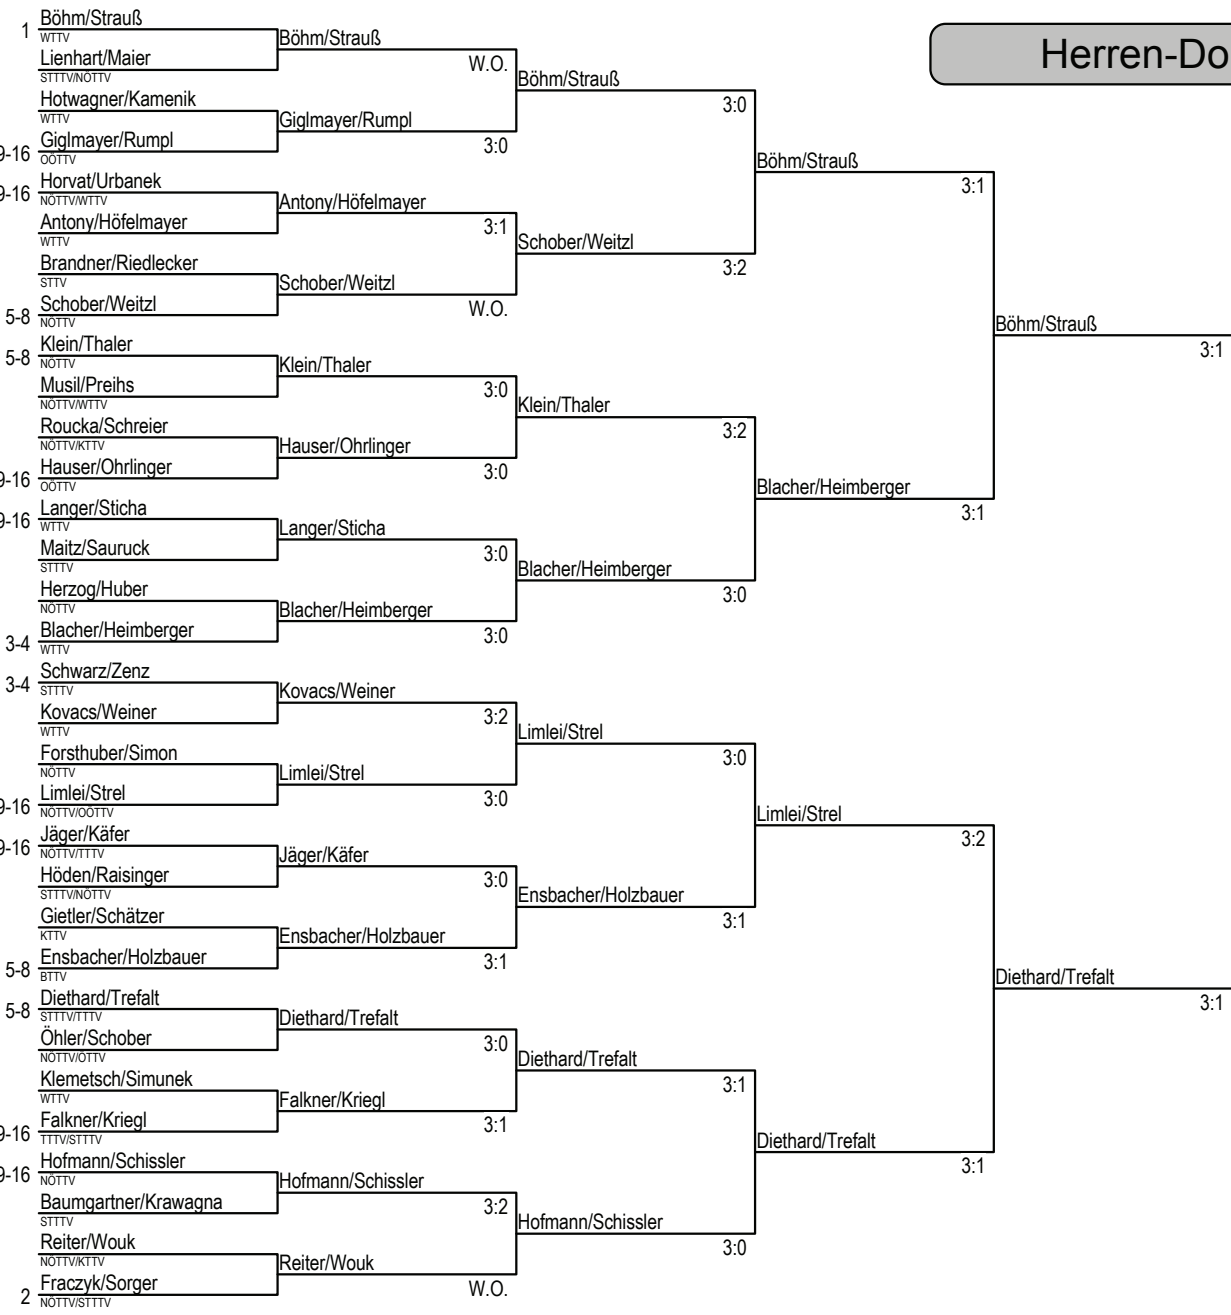 Herren-Do
1 Böhm/Strauß
WTTV
Lienhart/Maier
STTTV/NÖTTV
Hotwagner/Kamenik
WTTV
9-16 Giglmayer/Rumpl
OÖTTV
9-16 Horvat/Urbanek
NÖTTV/WTTV
Antony/Höfelmayer
WTTV
Brandner/Riedlecker
STTV
5-8 Schober/Weitzl
NÖTTV
5-8 Klein/Thaler
NÖTTV
Musil/Preihs
NÖTTV/WTTV
Roucka/Schreier
NÖTTV/KTTV
9-16 Hauser/Ohrlinger
OÖTTV
9-16 Langer/Sticha
WTTV
Maitz/Sauruck
STTTV
Herzog/Huber
NÖTTV
3-4 Blacher/Heimberger
WTTV
3-4 Schwarz/Zenz
STTTV
Kovacs/Weiner
WTTV
Forsthuber/Simon
NÖTTV
9-16 Limlei/Strel
NÖTTV/OÖTTV
9-16 Jäger/Käfer
NÖTTV/TTTV
Höden/Raisinger
STTTV/NÖTTV
Gietler/Schätzer
KTTV
5-8 Ensbacher/Holzbauer
BTTV
5-8 Diethard/Trefalt
STTTV/TTTV
Öhler/Schober
NÖTTV/ÖTTV
Klemetsch/Simunek
WTTV
9-16 Falkner/Kriegl
TTTV/STTTV
9-16 Hofmann/Schissler
NÖTTV
Baumgartner/Krawagna
STTTV
Reiter/Wouk
NÖTTV/KTTV
2 Fraczyk/Sorger
NÖTTV/STTTV
Böhm/Strauß
W.O.
Giglmayer/Rumpl
3:0
Antony/Höfelmayer
3:1
Schober/Weitzl
W.O.
Klein/Thaler
3:0
Hauser/Ohrlinger
3:0
Langer/Sticha
3:0
Blacher/Heimberger
3:0
Kovacs/Weiner
3:2
Limlei/Strel
3:0
Jäger/Käfer
3:0
Ensbacher/Holzbauer
3:1
Diethard/Trefalt
3:0
Falkner/Kriegl
3:1
Hofmann/Schissler
3:2
Reiter/Wouk
W.O.
Böhm/Strauß
3:0
Schober/Weitzl
3:2
Klein/Thaler
3:2
Blacher/Heimberger
3:0
Limlei/Strel
3:0
Ensbacher/Holzbauer
3:1
Diethard/Trefalt
3:1
Hofmann/Schissler
3:0
Böhm/Strauß
3:1
Blacher/Heimberger
3:1
Limlei/Strel
3:2
Diethard/Trefalt
3:1
Böhm/Strauß
3:1
Diethard/Trefalt
3:1